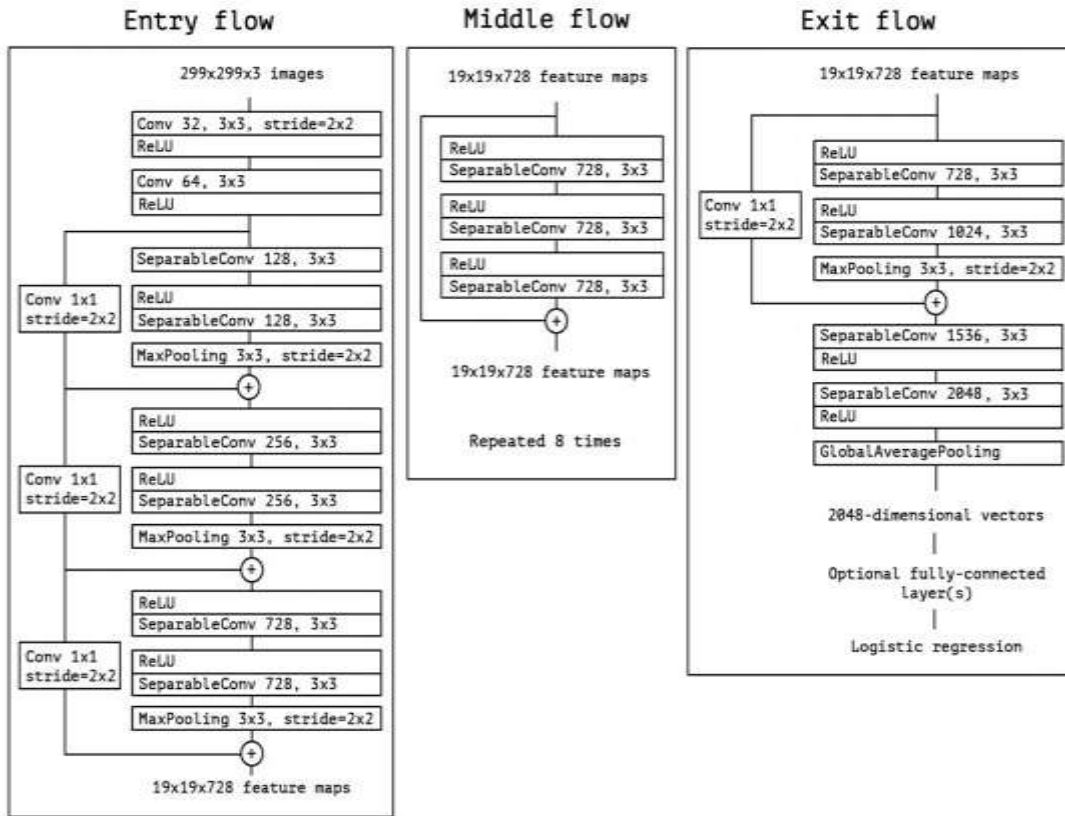 Entry flow
299x299x3 images
Conv 32, 3x3, stride=2x2
ReLU
Conv 64, 3x3
ReLU
SeparableConv 128, 3x3
Conv 1x1
stride=2x2
ReLU
SeparableConv 128, 3x3
MaxPooling 3x3, stride=2x2
+
ReLU
SeparableConv 256, 3x3
Conv 1x1
stride=2x2
ReLU
SeparableConv 256, 3x3
MaxPooling 3x3, stride=2x2
+
ReLU
SeparableConv 728, 3x3
Conv 1x1
stride=2x2
ReLU
SeparableConv 728, 3x3
MaxPooling 3x3, stride=2x2
+
19x19x728 feature maps
Middle flow
19x19x728 feature maps
ReLU
SeparableConv 728, 3x3
ReLU
SeparableConv 728, 3x3
ReLU
SeparableConv 728, 3x3
+
19x19x728 feature maps
Repeated 8 times
Exit flow
19x19x728 feature maps
ReLU
SeparableConv 728, 3x3
Conv 1x1
stride=2x2
ReLU
SeparableConv 1024, 3x3
MaxPooling 3x3, stride=2x2
+
SeparableConv 1536, 3x3
ReLU
SeparableConv 2048, 3x3
ReLU
GlobalAveragePooling
2048-dimensional vectors
Optional fully-connected
layer(s)
Logistic regression